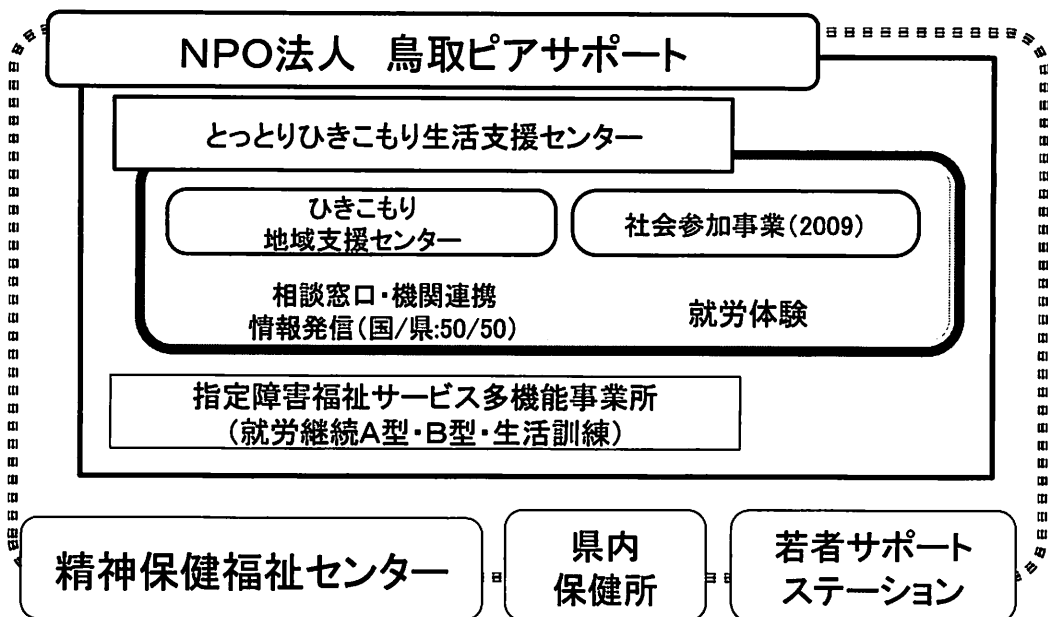 NPO法人 鳥取ピアサポート
とっとりひきこもり生活支援センター
ひきこもり
地域支援センター
社会参加事業(2009)
相談窓口・機関連携
情報発信(国/県:50/50)
就労体験
指定障害福祉サービス多機能事業所
(就労継続A型・B型・生活訓練)
精神保健福祉センター
県内
保健所
若者サポート
ステーション